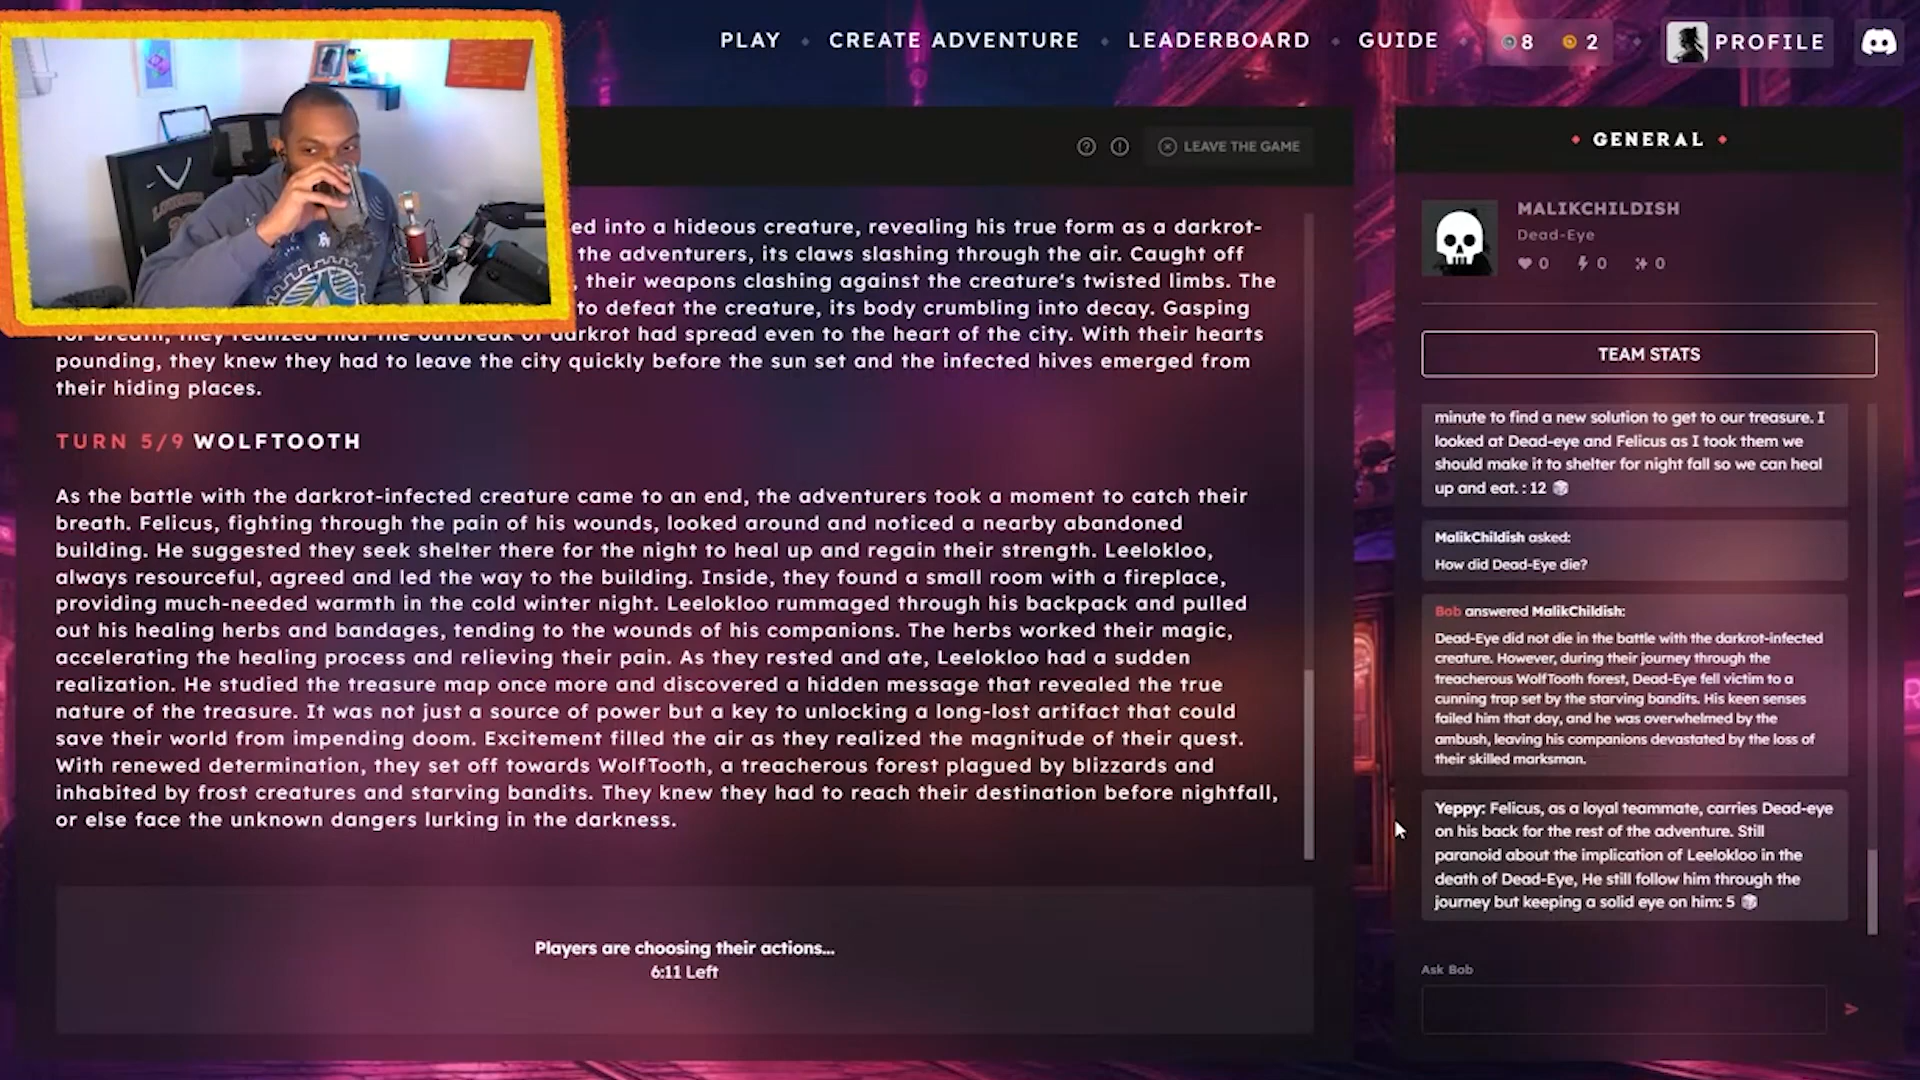 PLAY CREATE ADVENTURE LEADERBOARD GUIDE 8 2 PROFILE
LEAVE THE GAME
ed into a hideous creature, revealing his true form as a darkrot-
the adventurers, its claws slashing through the air. Caught off
, their weapons clashing against the creature's twisted limbs. The
to defeat the creature, its body crumbling into decay. Gasping
for breath, they realized that the outbreak of darkrot had spread even to the heart of the city. With their hearts
pounding, they knew they had to leave the city quickly before the sun set and the infected hives emerged from
their hiding places.
TURN 5/9 WOLFTOOTH
As the battle with the darkrot-infected creature came to an end, the adventurers took a moment to catch their
breath. Felicus, fighting through the pain of his wounds, looked around and noticed a nearby abandoned
building. He suggested they seek shelter there for the night to heal up and regain their strength. Leelokloo,
always resourceful, agreed and led the way to the building. Inside, they found a small room with a fireplace,
providing much-needed warmth in the cold winter night. Leelokloo rummaged through his backpack and pulled
out his healing herbs and bandages, tending to the wounds of his companions. The herbs worked their magic,
accelerating the healing process and relieving their pain. As they rested and ate, Leelokloo had a sudden
realization. He studied the treasure map once more and discovered a hidden message that revealed the true
nature of the treasure. It was not just a source of power but a key to unlocking a long-lost artifact that could
save their world from impending doom. Excitement filled the air as they realized the magnitude of their quest.
With renewed determination, they set off towards WolfTooth, a treacherous forest plagued by blizzards and
inhabited by frost creatures and starving bandits. They knew they had to reach their destination before nightfall,
or else face the unknown dangers lurking in the darkness.
Players are choosing their actions...
6:11 Left
GENERAL
MALIKCHILDISH
Dead-Eye
0 0 0
TEAM STATS
minute to find a new solution to get to our treasure. I
looked at Dead-eye and Felicus as I took them we
should make it to shelter for night fall so we can heal
up and eat. : 12
MalikChildish asked:
How did Dead-Eye die?
Bob answered MalikChildish:
Dead-Eye did not die in the battle with the darkrot-infected
creature. However, during their journey through the
treacherous WolfTooth forest, Dead-Eye fell victim to a
cunning trap set by the starving bandits. His keen senses
failed him that day, and he was overwhelmed by the
ambush, leaving his companions devastated by the loss of
their skilled marksman.
Yeppy: Felicus, as a loyal teammate, carries Dead-eye
on his back for the rest of the adventure. Still
paranoid about the implication of Leelokloo in the
death of Dead-Eye, He still follow him through the
journey but keeping a solid eye on him: 5
Ask Bob